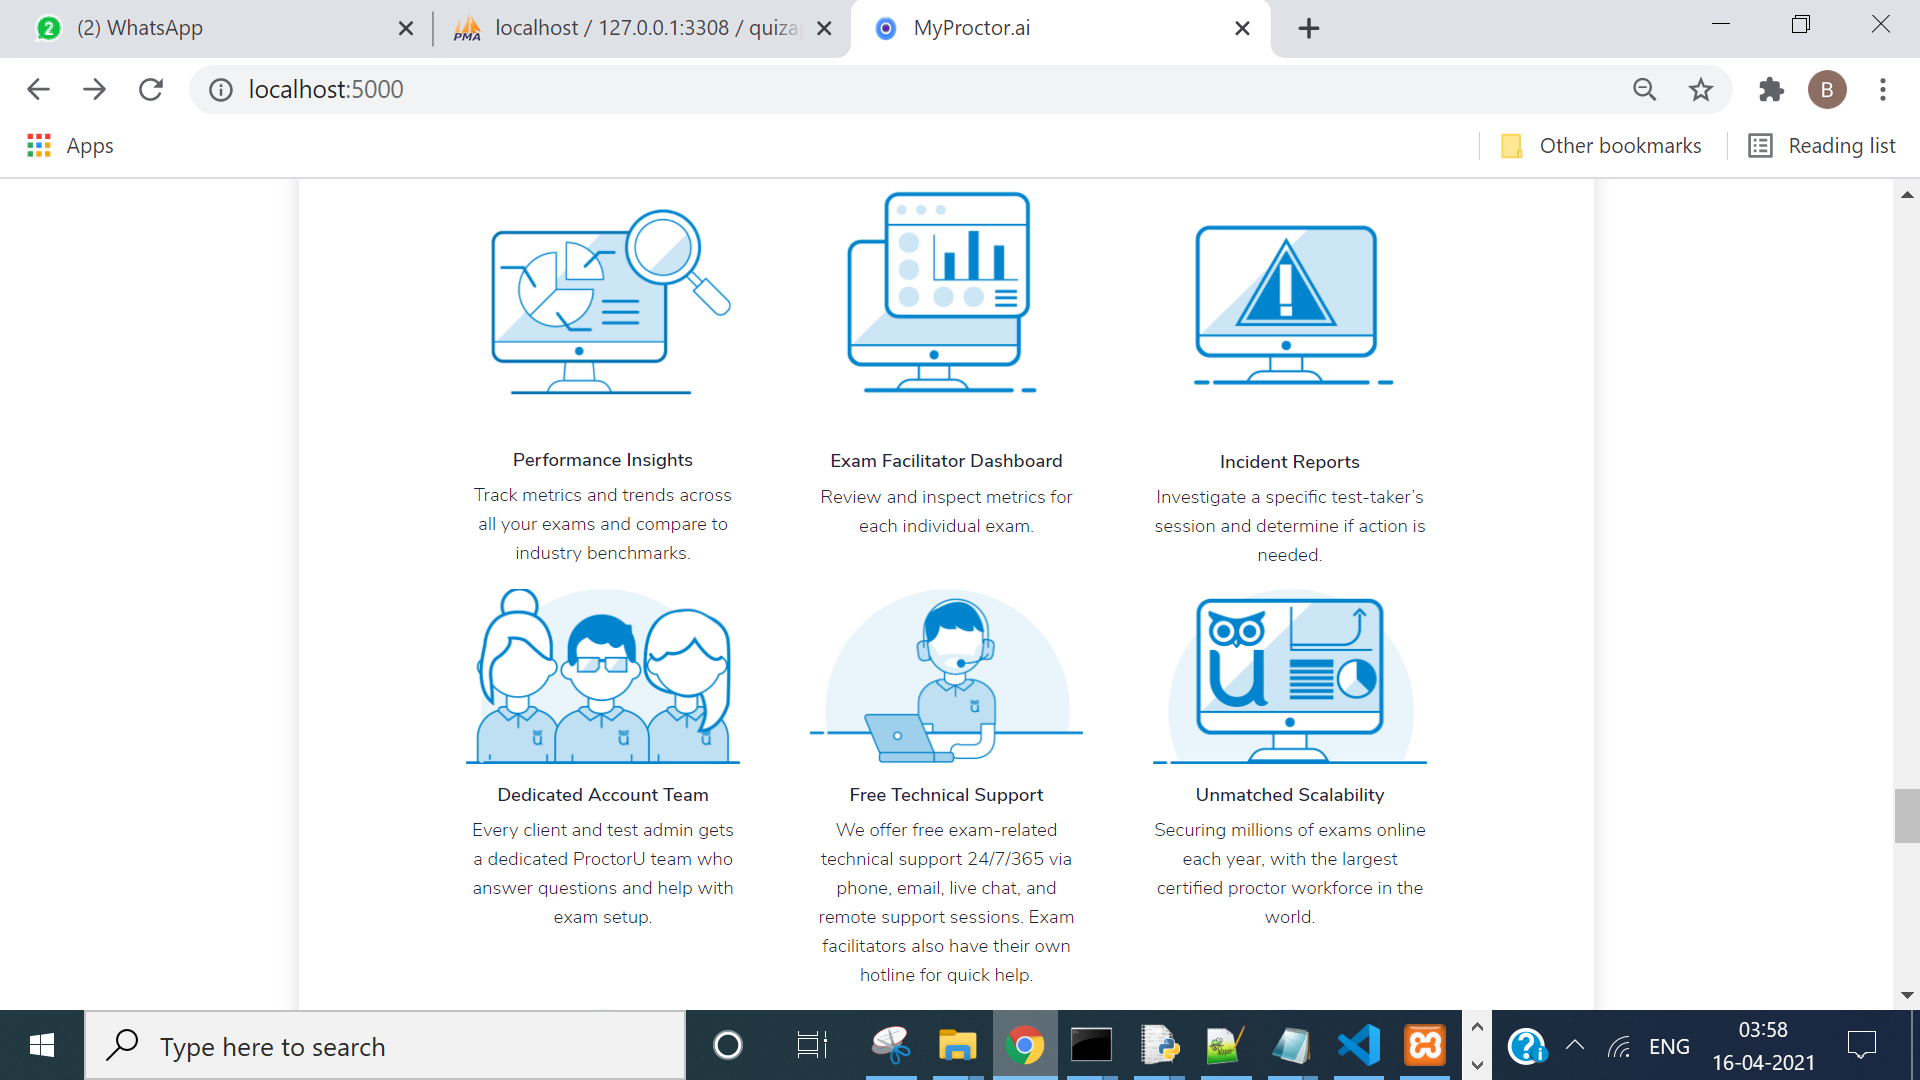 2 (2) WhatsApp
PMA localhost / 127.0.0.1:3308 / quiza
MyProctor.ai
localhost:5000
B
Apps
Other bookmarks
Reading list
Performance Insights
Track metrics and trends across
all your exams and compare to
industry benchmarks.
Exam Facilitator Dashboard
Review and inspect metrics for
each individual exam.
Incident Reports
Investigate a specific test-taker’s
session and determine if action is
needed.
Dedicated Account Team
Every client and test admin gets
a dedicated ProctorU team who
answer questions and help with
exam setup.
Free Technical Support
We offer free exam-related
technical support 24/7/365 via
phone, email, live chat, and
remote support sessions. Exam
facilitators also have their own
hotline for quick help.
u
Unmatched Scalability
Securing millions of exams online
each year, with the largest
certified proctor workforce in the
world.
Type here to search
ENG
03:58
16-04-2021